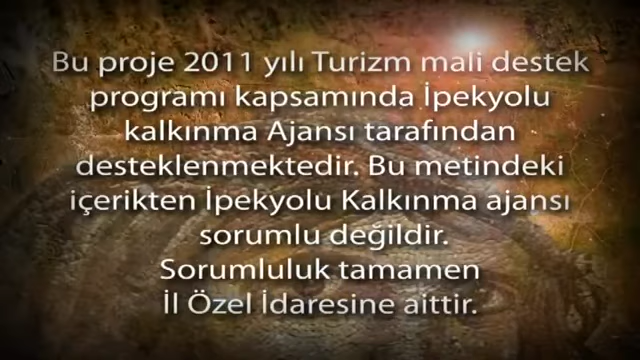 Bu proje 2011 yılı Turizm mali destek
programı kapsamında İpekyolu
kalkınma Ajansı tarafından
desteklenmektedir. Bu metindeki
içerikten İpekyolu Kalkınma ajansı
sorumlu değildir.
Sorumluluk tamamen
İl Özel İdaresine aittir.